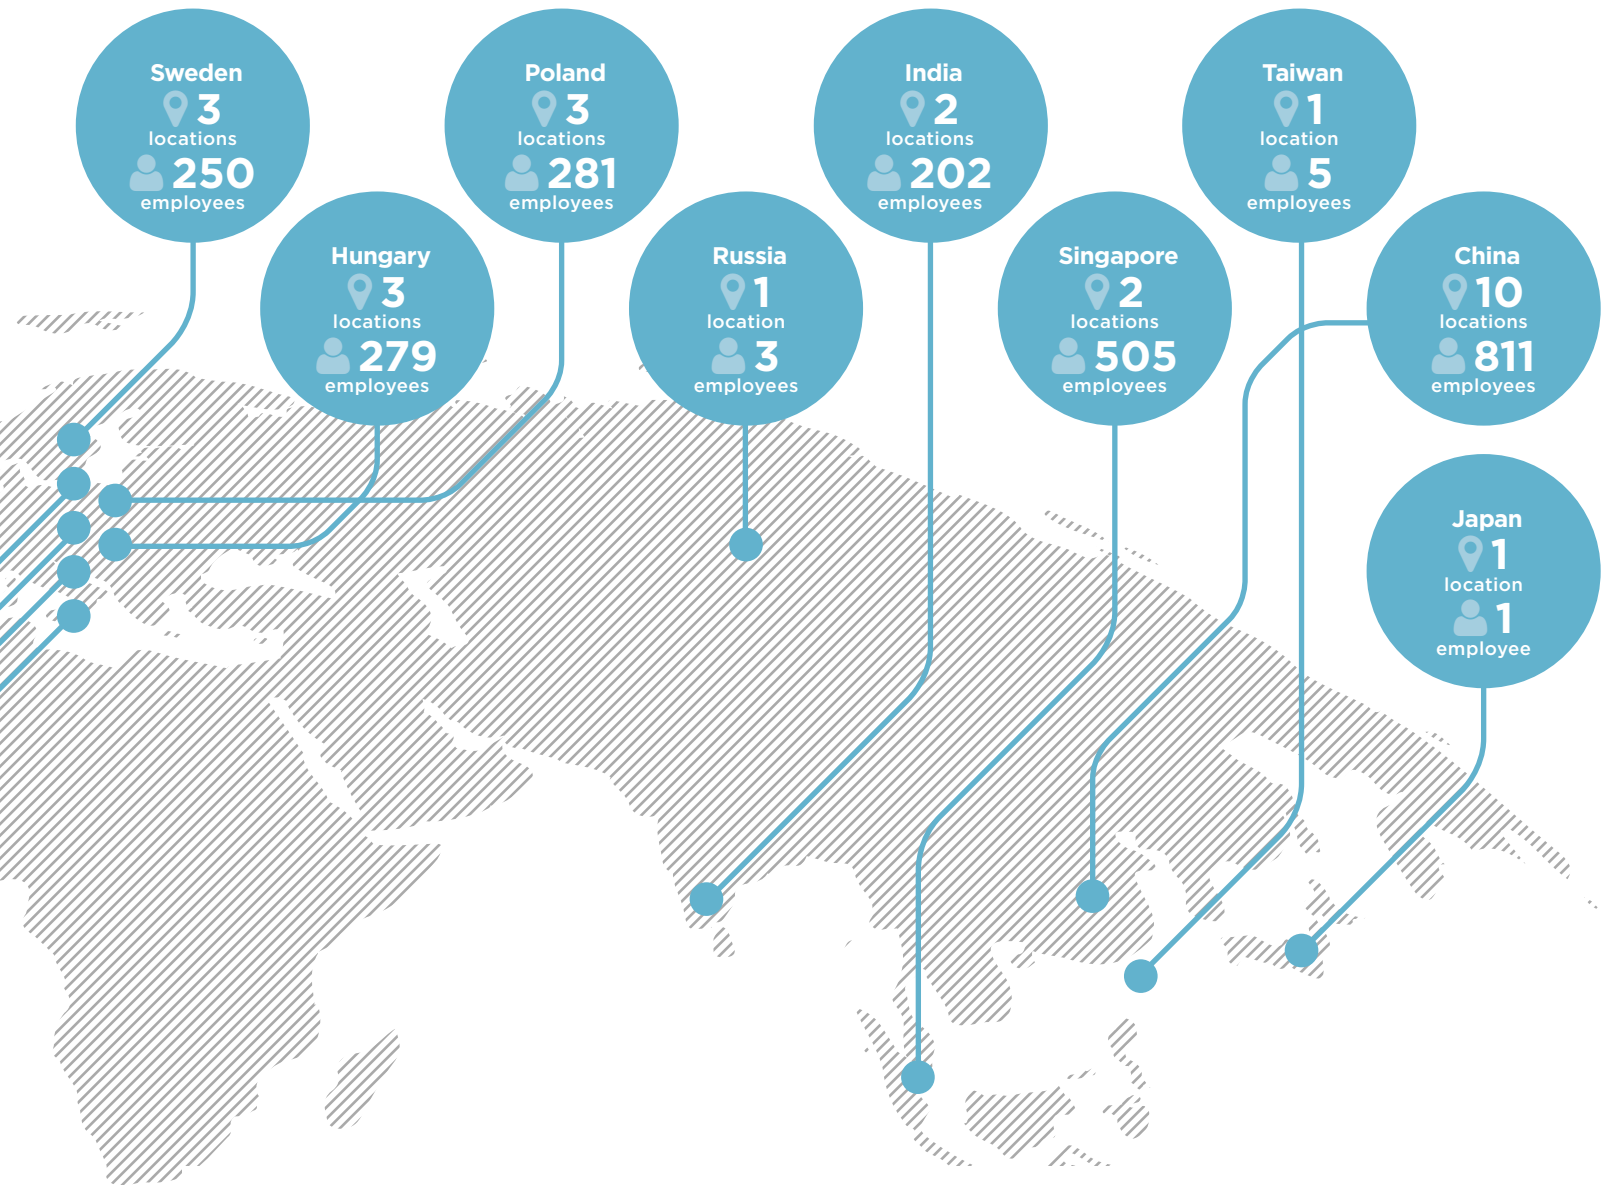 Sweden
3
locations
250
employees
Poland
3
locations
281
employees
India
2
locations
202
employees
Taiwan
1
location
5
employees
Hungary
3
locations
279
employees
Russia
1
location
3
employees
Singapore
2
locations
505
employees
China
10
locations
811
employees
Japan
1
location
1
employee